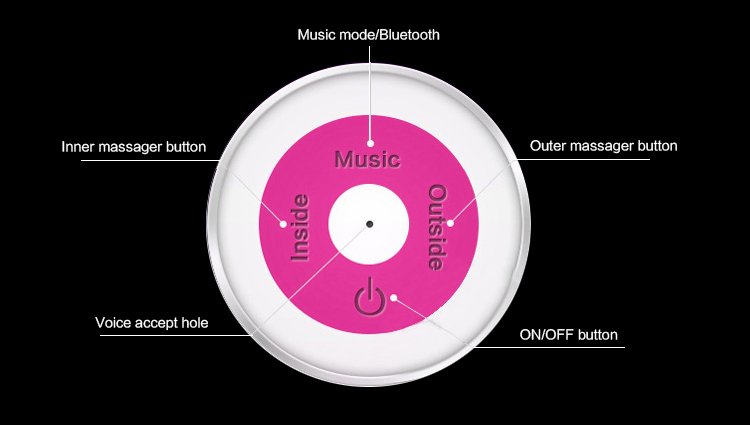 Music mode/Bluetooth
Inner massager button
Outer massager button
Music
Inside
Outside
Voice accept hole
ON/OFF button